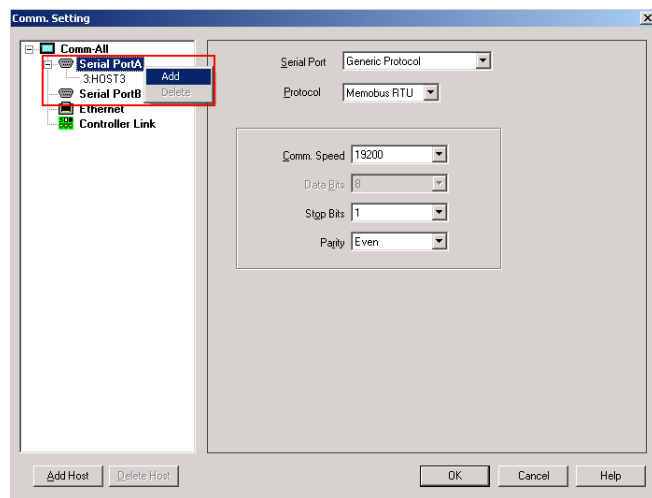 Comm. Setting
Comm-All
Serial PortA
3:HOST3
Add
Serial PortB
Delete
Ethernet
Controller Link
Serial Port Generic Protocol
Protocol Memobus RTU
Comm. Speed 19200
Data Bits 8
Stop Bits 1
Parity Even
Add Host Delete Host OK Cancel Help